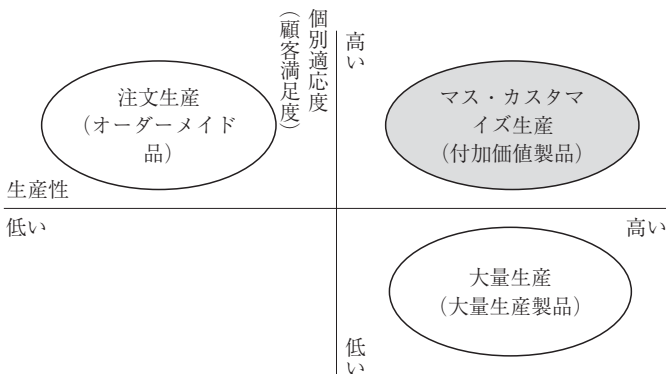 個別適応度
（顧客満足度）
高い
注文生産
（オーダーメイド
品）
マス・カスタマ
イズ生産
（付加価値製品）
生産性
低い
高い
大量生産
（大量生産製品）
低い